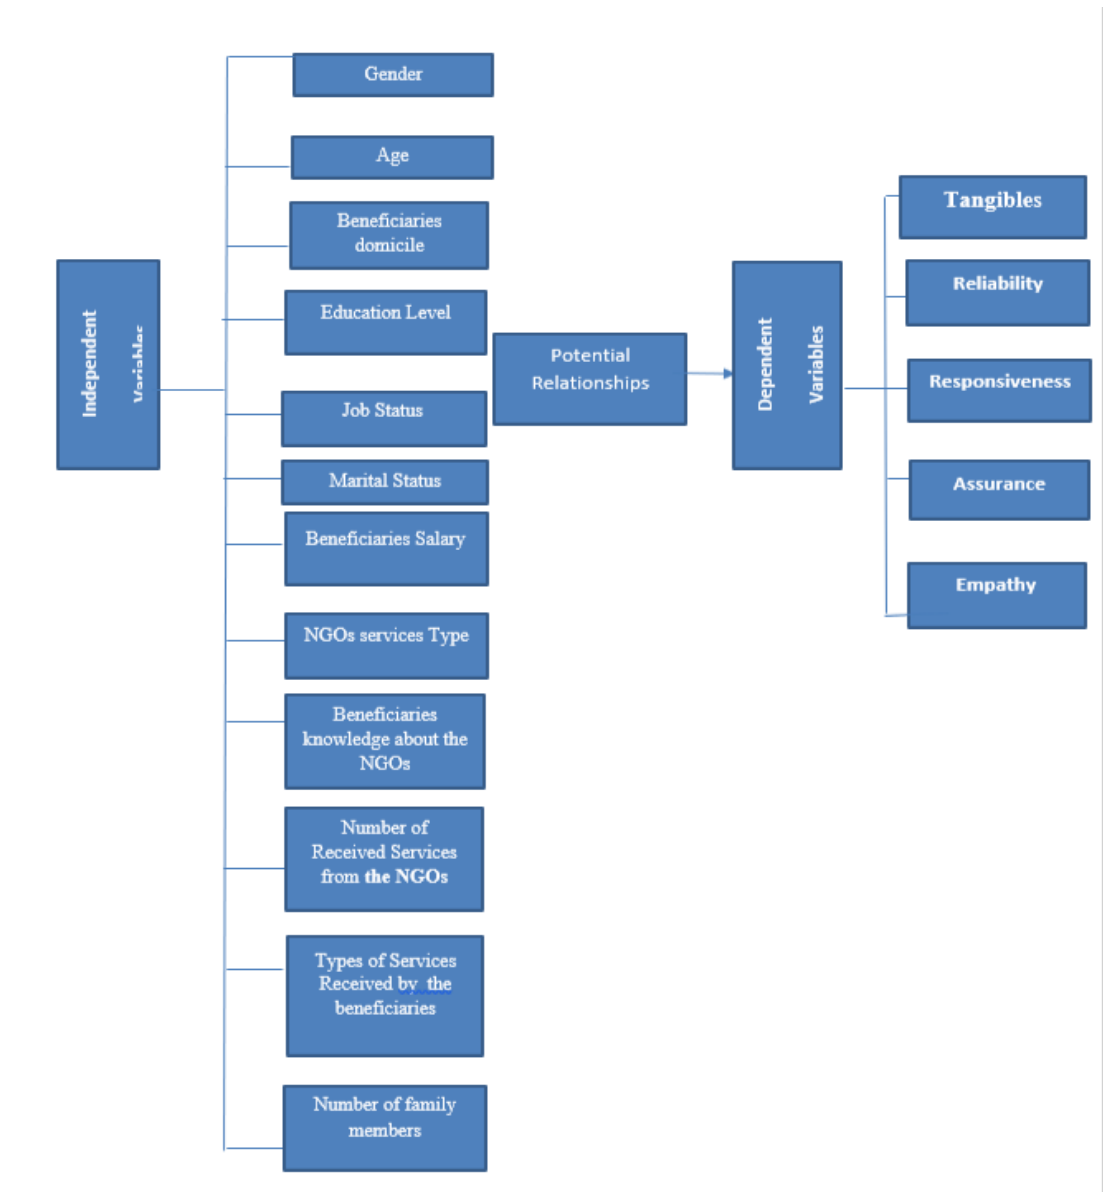 Gender
Age
Beneficiaries
domicile
Education Level
Job Status
Marital Status
Beneficiaries Salary
NGOs services Type
Beneficiaries
knowledge about the
NGOs
Number of
Received Services
from the NGOs
Types of Services
Received by  the
beneficiaries
Number of family
members
Independent
Variables
Potential
Relationships
Dependent
Variables
Tangibles
Reliability
Responsiveness
Assurance
Empathy